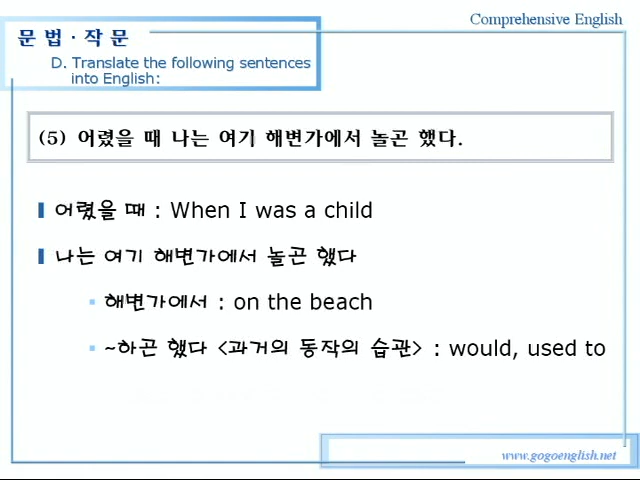 Comprehensive English
문 법 · 작 문
D. Translate the following sentences
into English:
(5) 어렸을 때 나는 여기 해변가에서 놀곤 했다.
어렸을 때 : When I was a child
나는 여기 해변가에서 놀곤 했다
해변가에서 : on the beach
~하곤 했다 <과거의 동작의 습관> : would, used to
www.gogoenglish.net